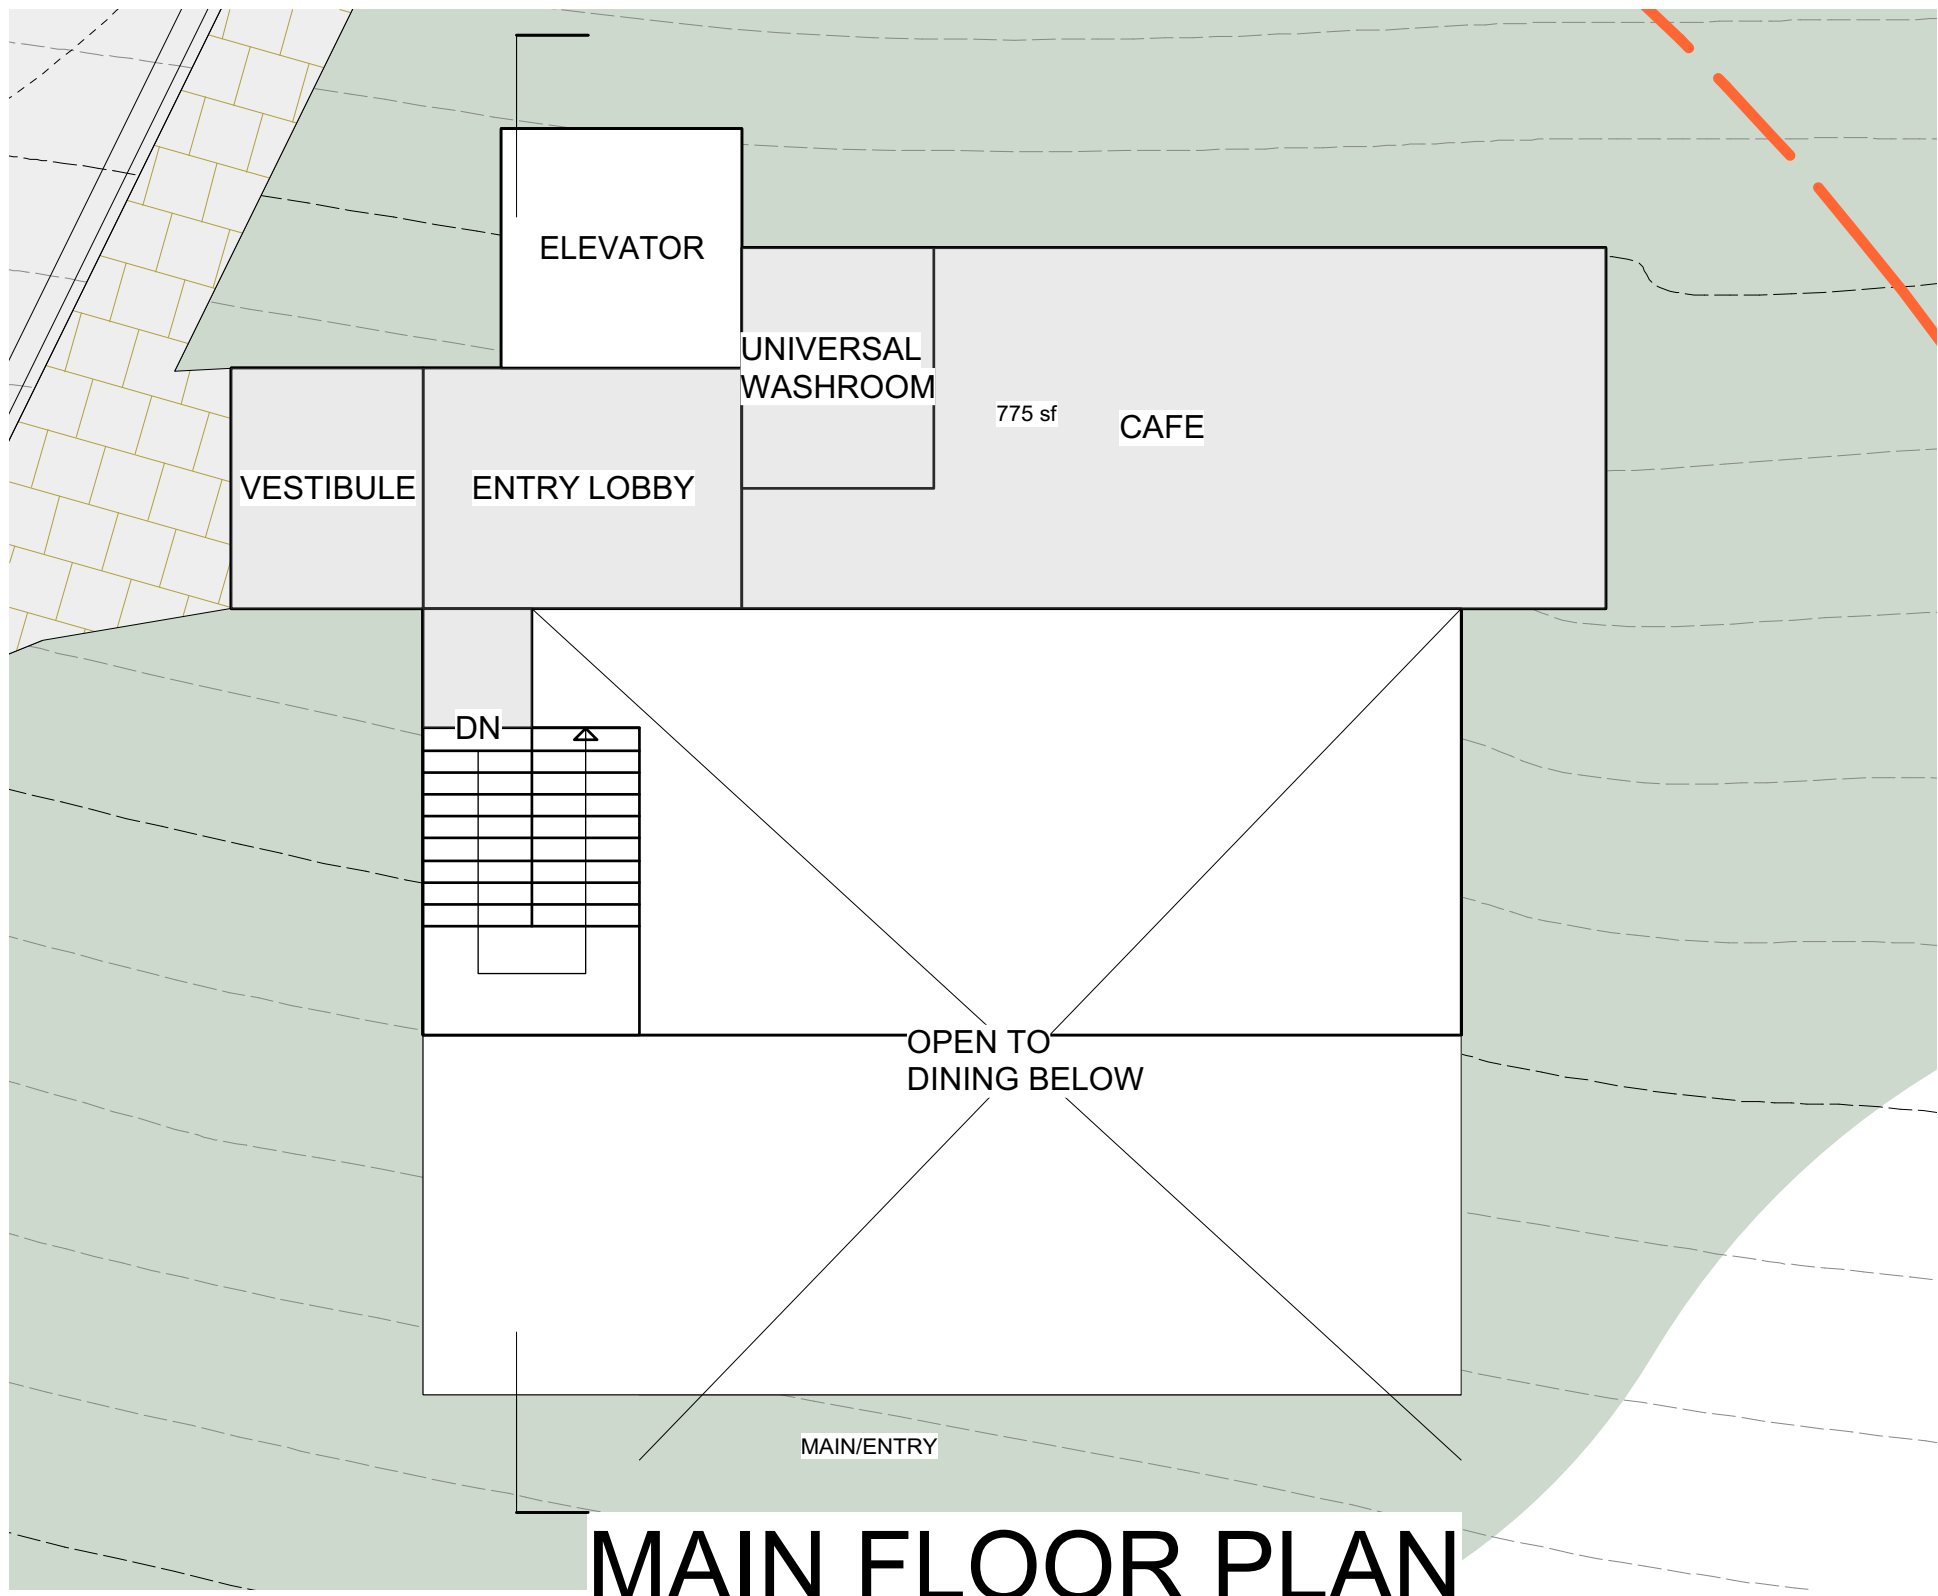 ELEVATOR
UNIVERSAL
WASHROOM
775 sf
CAFE
VESTIBULE
ENTRY LOBBY
DN
OPEN TO
DINING BELOW
MAIN/ENTRY
MAIN FLOOR PLAN